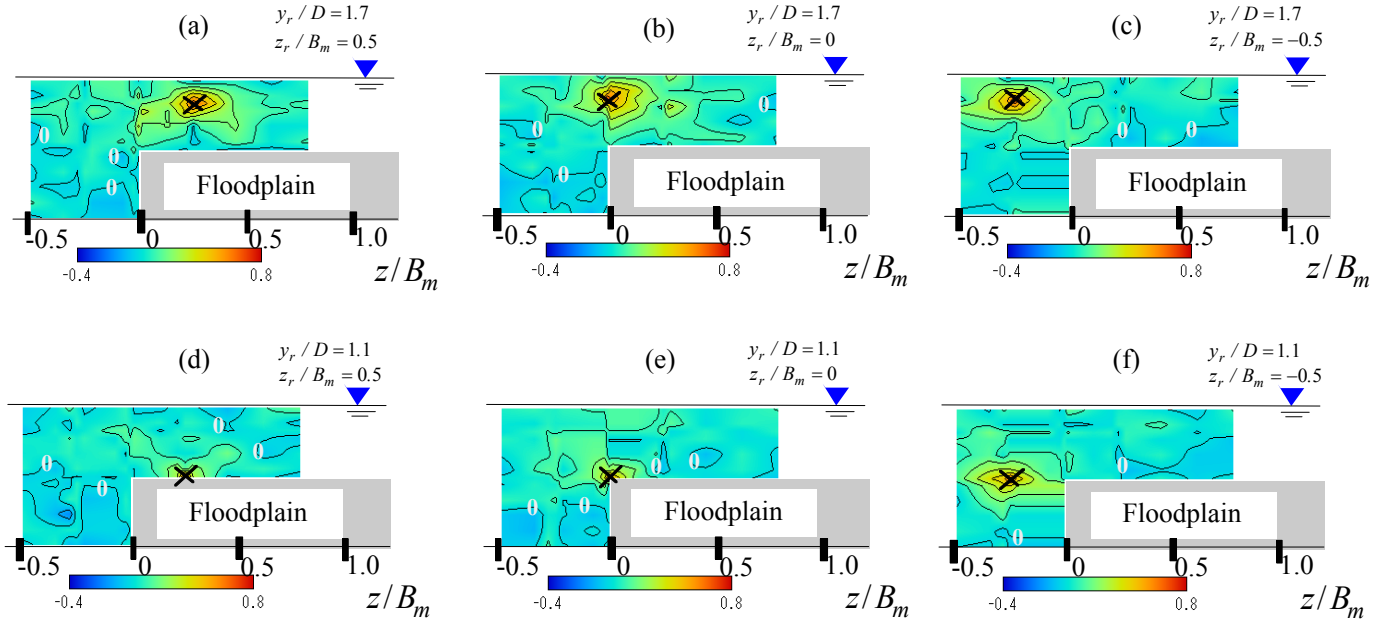 (a)
y_r / D = 1.7
z_r / B_m = 0.5
0
0
0
Floodplain
-0.5
0
0.5
1.0
-0.4
0.8
z/B_m
(b)
y_r / D = 1.7
z_r / B_m = 0
0
0
0
Floodplain
-0.5
0
0.5
1.0
-0.4
0.8
z/B_m
(c)
y_r / D = 1.7
z_r / B_m = −0.5
0
0
Floodplain
-0.5
0
0.5
1.0
-0.4
0.8
z/B_m
(d)
y_r / D = 1.1
z_r / B_m = 0.5
0
0
0
0
Floodplain
-0.5
0
0.5
1.0
-0.4
0.8
z/B_m
(e)
y_r / D = 1.1
z_r / B_m = 0
0
0
0
0
Floodplain
-0.5
0
0.5
1.0
-0.4
0.8
z/B_m
(f)
y_r / D = 1.1
z_r / B_m = −0.5
0
0
Floodplain
-0.5
0
0.5
1.0
-0.4
0.8
z/B_m